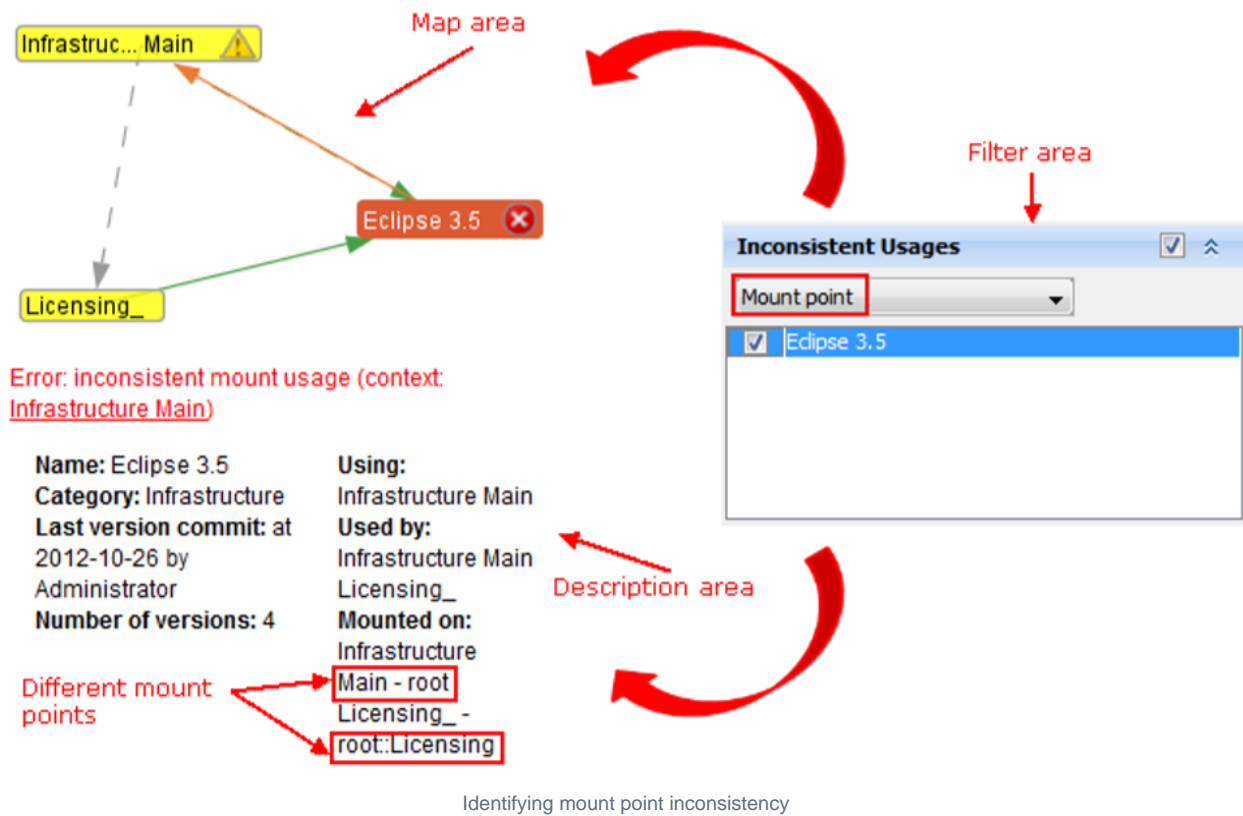 Map area
Infrastruc... Main
Filter area
Eclipse 3.5
Inconsistent Usages
Mount point
Eclipse 3.5
Licensing_
Error: inconsistent mount usage (context:
Infrastructure Main)
Name: Eclipse 3.5
Category: Infrastructure
Last version commit: at
2012-10-26 by
Administrator
Number of versions: 4
Using:
Infrastructure Main
Used by:
Infrastructure Main
Licensing_
Mounted on:
Infrastructure
Main - root
Licensing_ -
root::Licensing
Description area
Different mount
points
Identifying mount point inconsistency